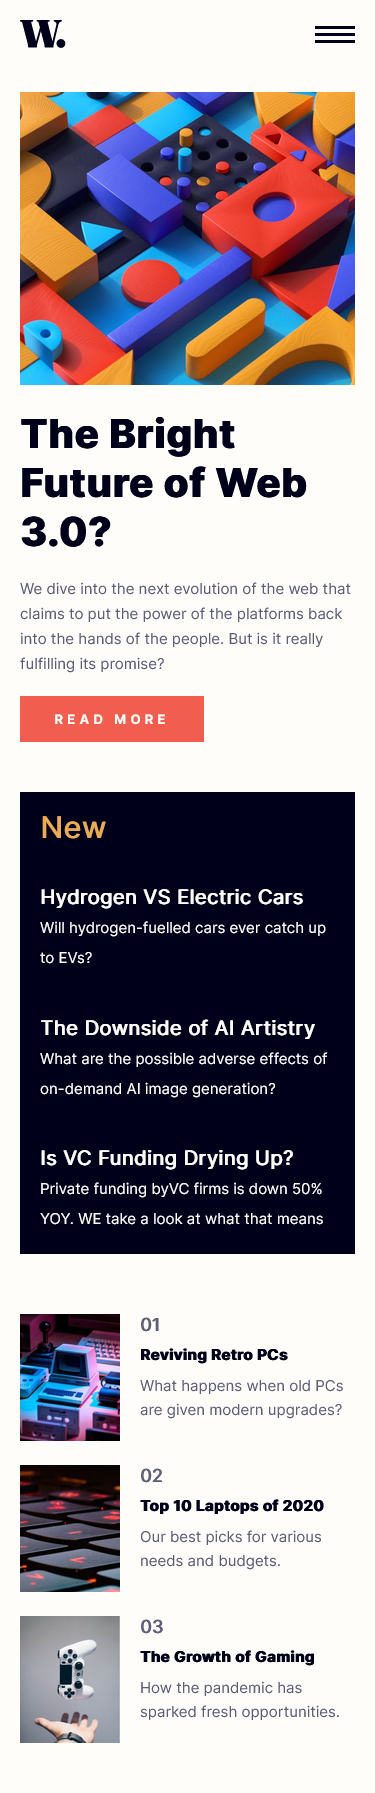 W.
The Bright
Future of Web
3.0?
We dive into the next evolution of the web that
claims to put the power of the platforms back
into the hands of the people. But is it really
fulfilling its promise?
READ MORE
New
Hydrogen VS Electric Cars
Will hydrogen-fuelled cars ever catch up
to EVs?
The Downside of AI Artistry
What are the possible adverse effects of
on-demand AI image generation?
Is VC Funding Drying Up?
Private funding byVC firms is down 50%
YOY. WE take a look at what that means
01
Reviving Retro PCs
What happens when old PCs
are given modern upgrades?
02
Top 10 Laptops of 2020
Our best picks for various
needs and budgets.
03
The Growth of Gaming
How the pandemic has
sparked fresh opportunities.